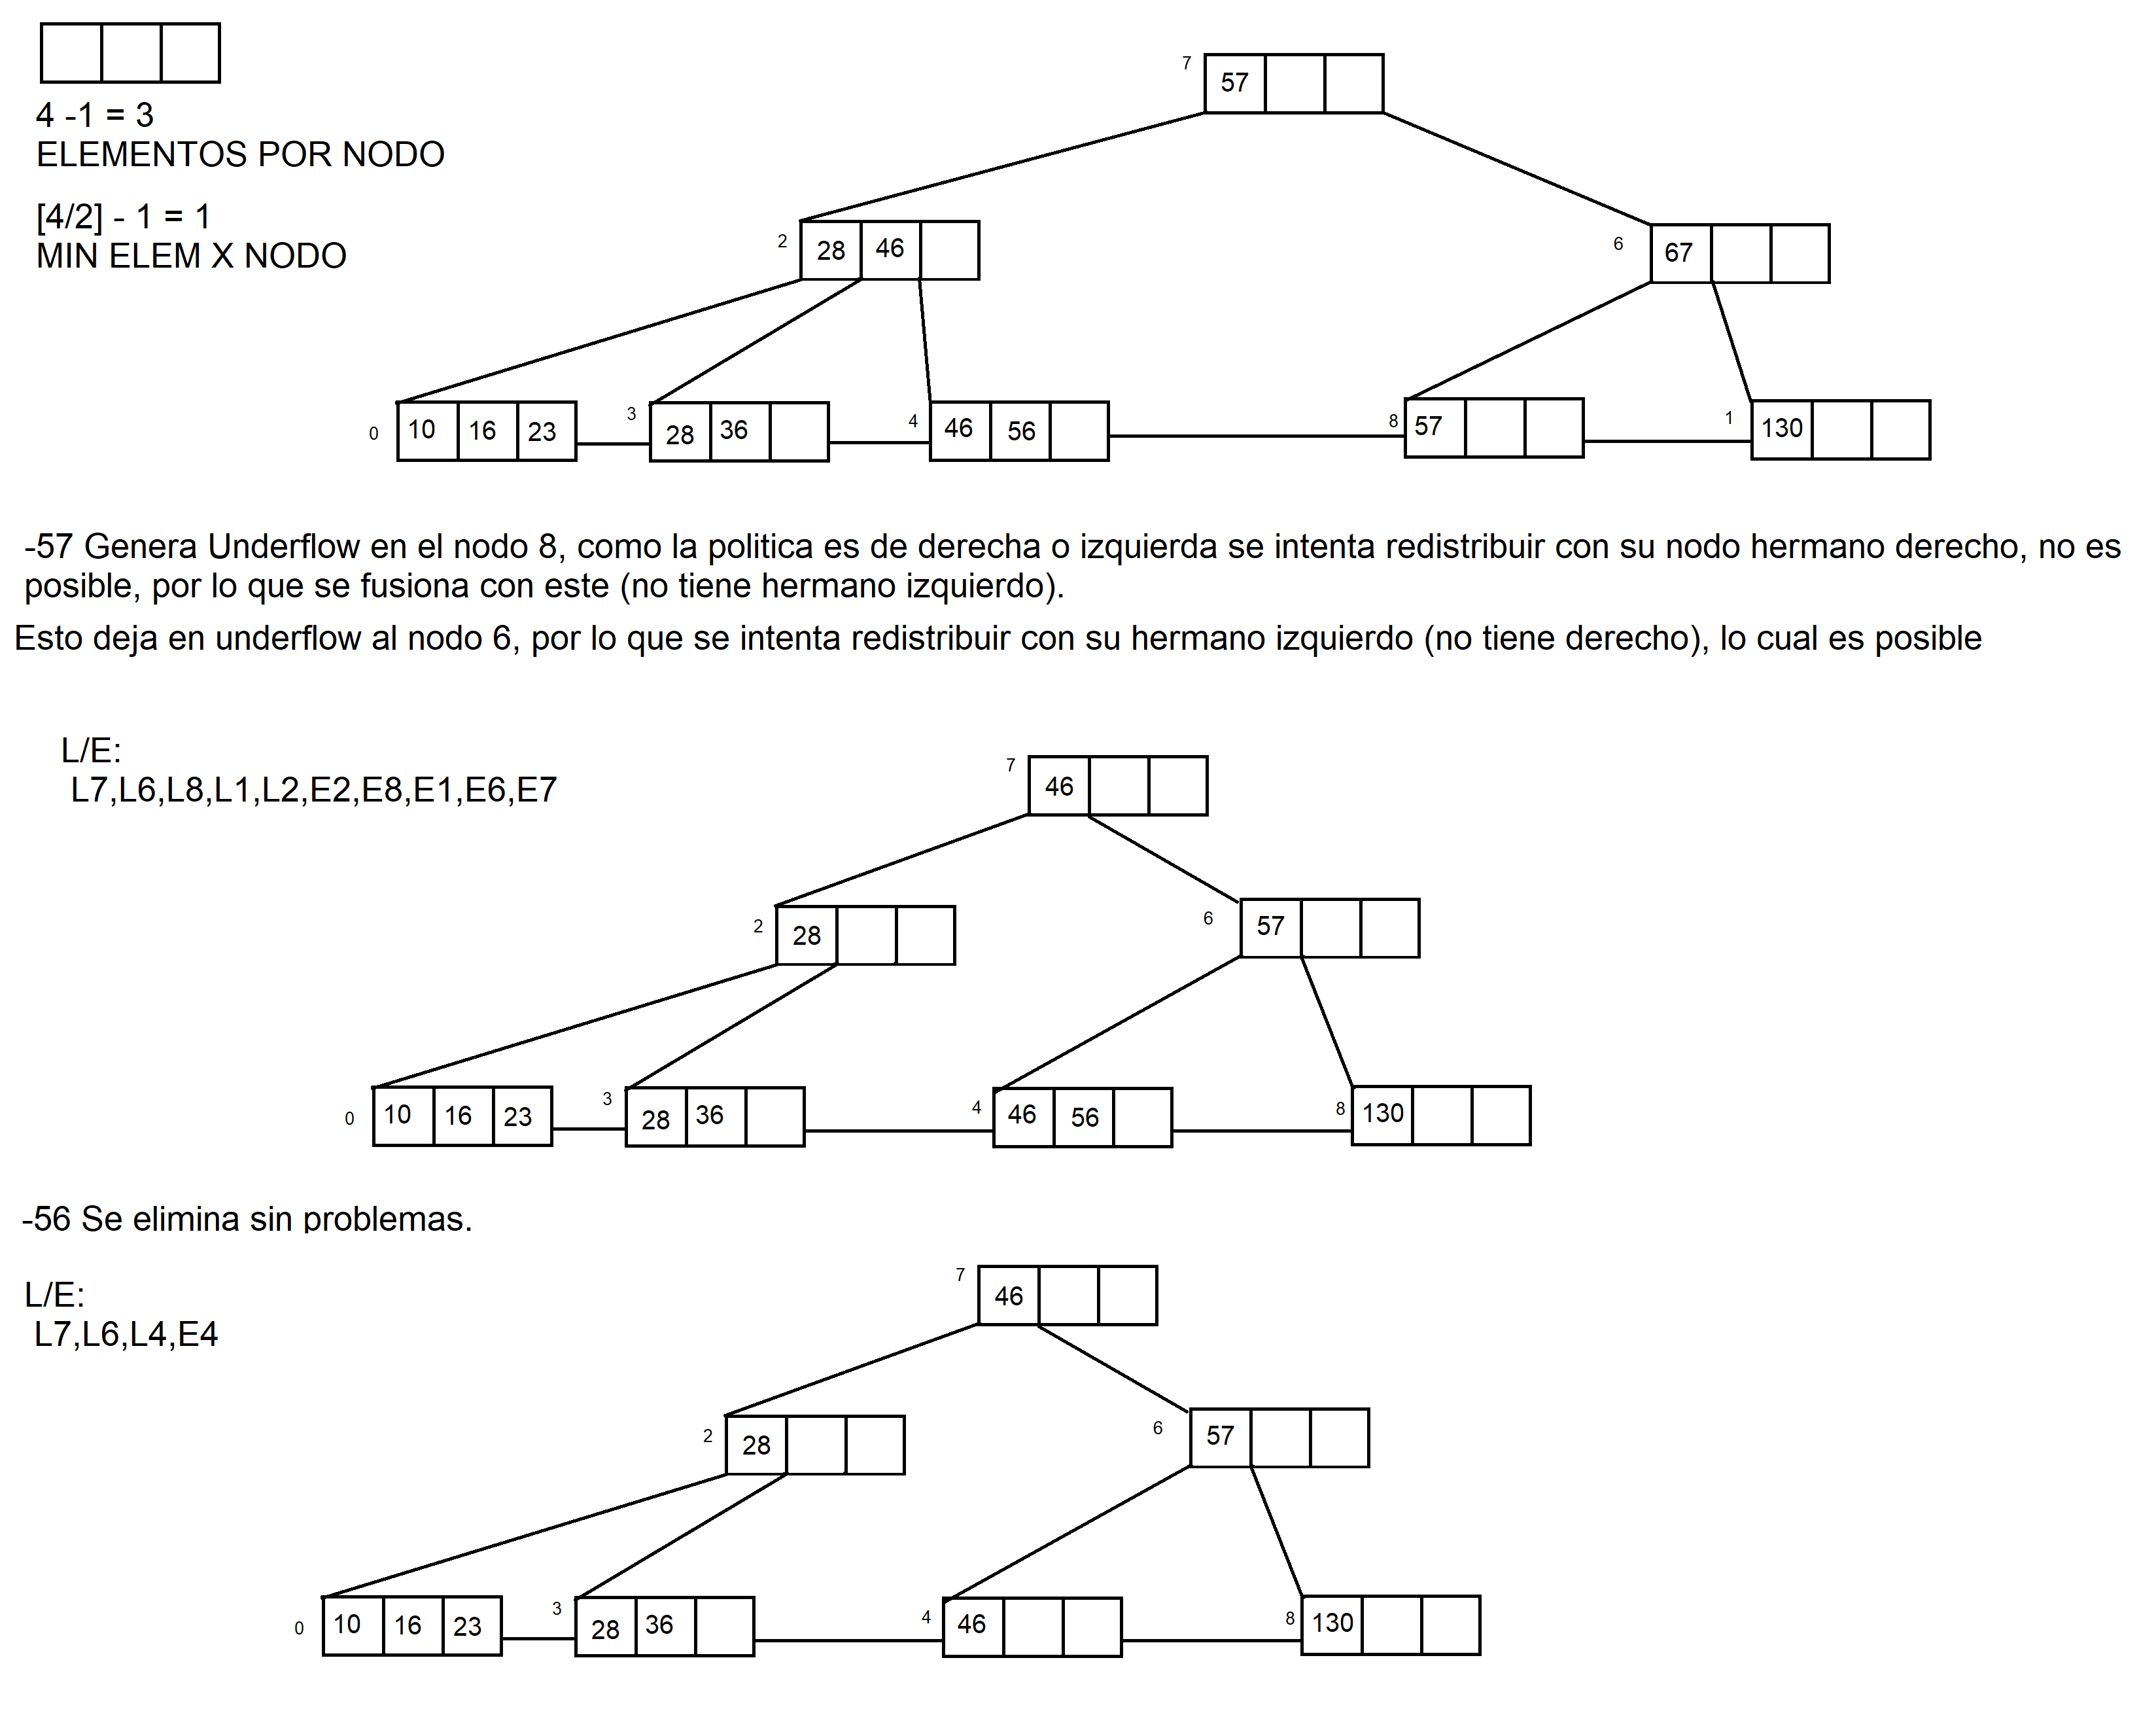 4 -1 = 3
ELEMENTOS POR NODO
[4/2] - 1 = 1
MIN ELEM X NODO
7 57
2 28 46
6 67
0 10 16 23
3 28 36
4 46 56
8 57
1 130
-57 Genera Underflow en el nodo 8, como la politica es de derecha o izquierda se intenta redistribuir con su nodo hermano derecho, no es
posible, por lo que se fusiona con este (no tiene hermano izquierdo).
Esto deja en underflow al nodo 6, por lo que se intenta redistribuir con su hermano izquierdo (no tiene derecho), lo cual es posible
L/E:
L7,L6,L8,L1,L2,E2,E8,E1,E6,E7
7 46
2 28
6 57
0 10 16 23
3 28 36
4 46 56
8 130
-56 Se elimina sin problemas.
L/E:
L7,L6,L4,E4
7 46
2 28
6 57
0 10 16 23
3 28 36
4 46
8 130